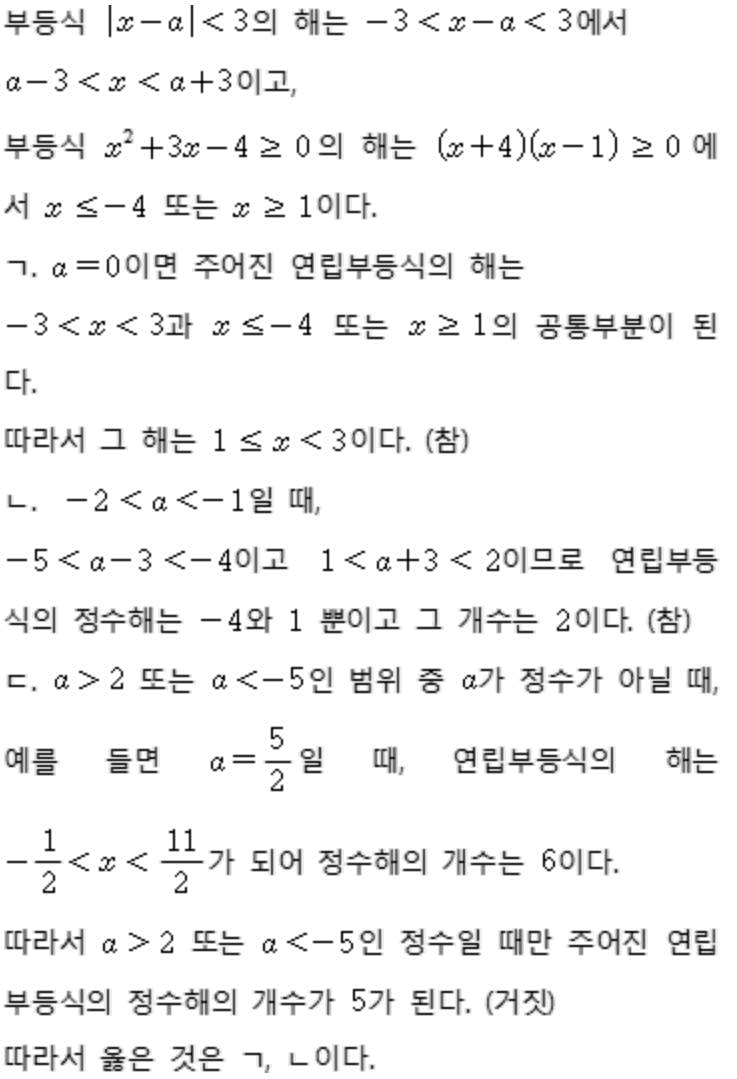 부등식 |x−a|<3의 해는 −3<x−a<3에서
a−3<x<a+3이고,
부등식 x²+3x−4≥0의 해는 (x+4)(x−1)≥0에
서 x≤−4 또는 x≥1이다.
ㄱ. a=0이면 주어진 연립부등식의 해는
−3<x<3과 x≤−4 또는 x≥1의 공통부분이 된
다.
따라서 그 해는 1≤x<3이다. (참)
ㄴ. −2<a<−1일 때,
−5<a−3<−4이고 1<a+3<2이므로 연립부등
식의 정수해는 −4와 1 뿐이고 그 개수는 2이다. (참)
ㄷ. a>2 또는 a<−5인 범위 중 a가 정수가 아닐 때,
예를 들면 a=5/2일 때, 연립부등식의 해는
−1/2<x<11/2가 되어 정수해의 개수는 6이다.
따라서 a>2 또는 a<−5인 정수일 때만 주어진 연립
부등식의 정수해의 개수가 5가 된다. (거짓)
따라서 옳은 것은 ㄱ, ㄴ이다.